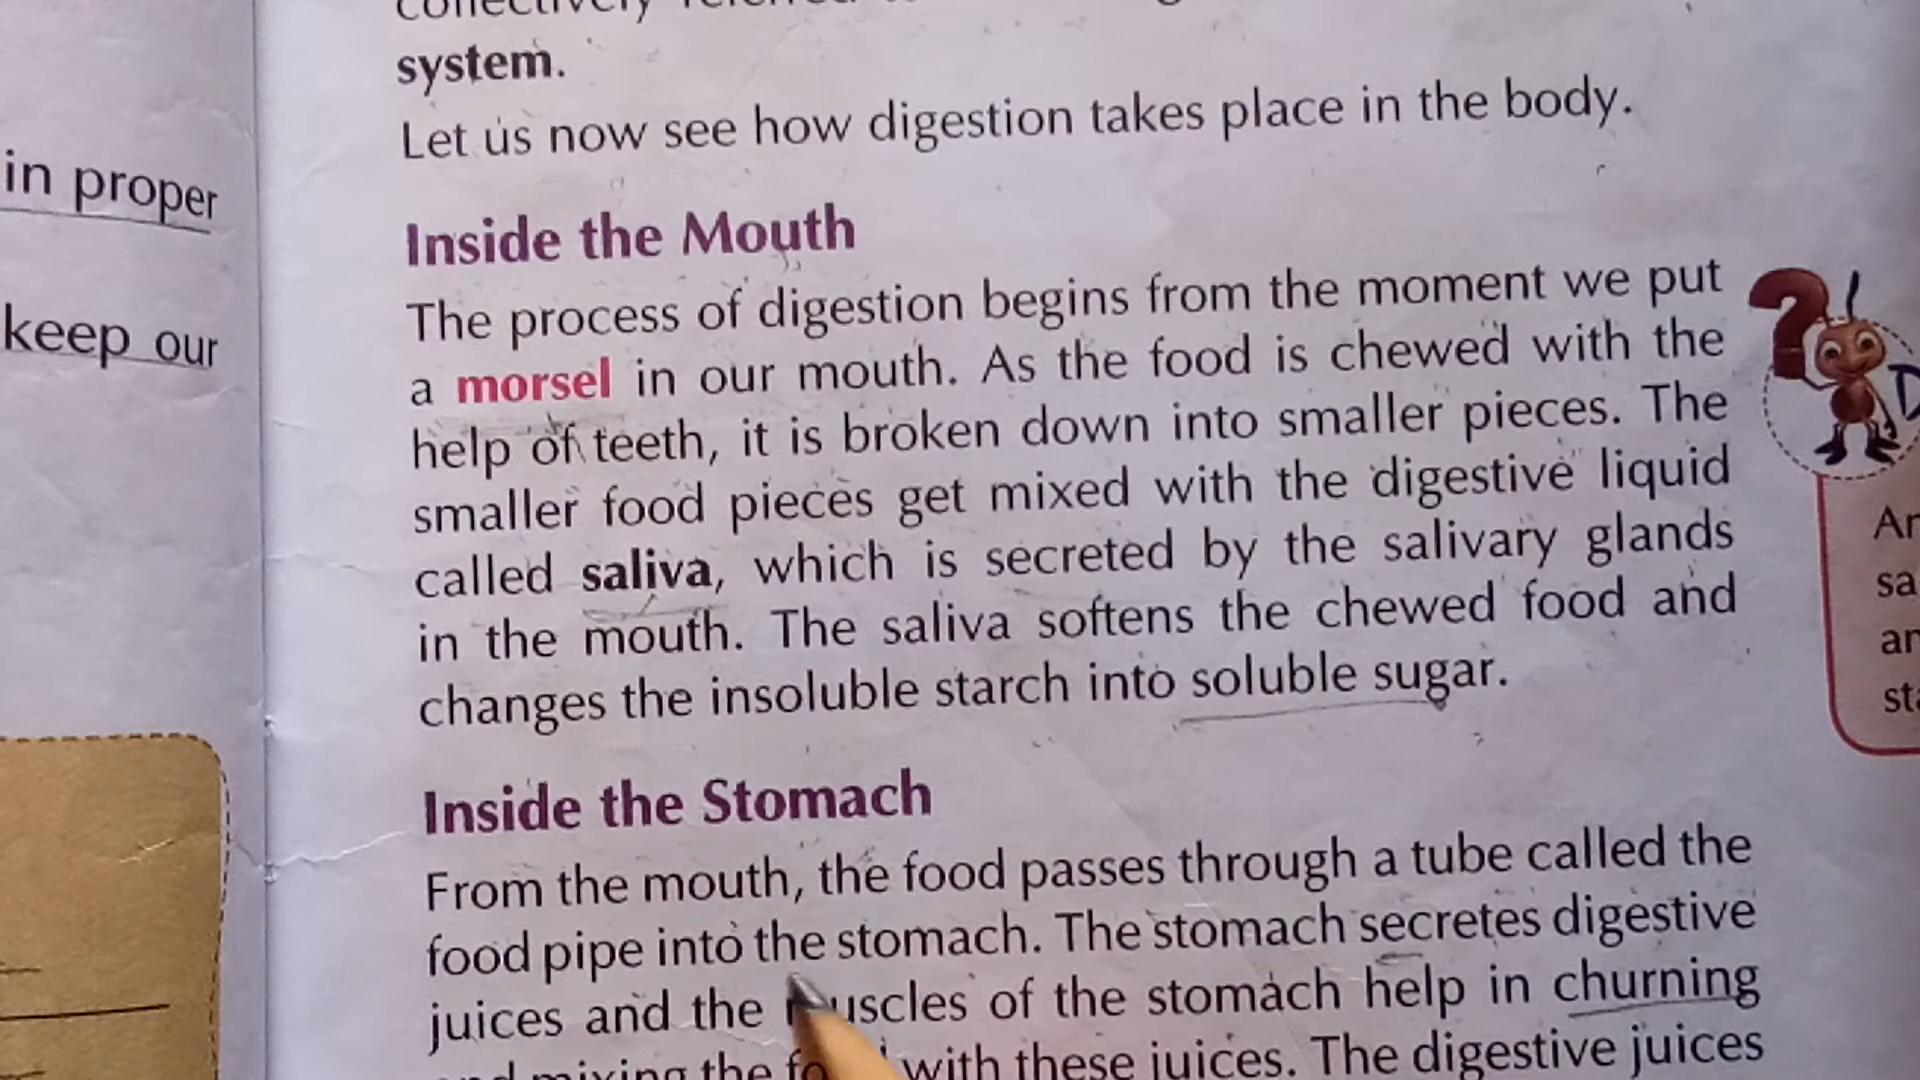 in proper
keep our
system.
Let us now see how digestion takes place in the body.
Inside the Mouth
The process of digestion begins from the moment we put
a morsel in our mouth. As the food is chewed with the
help of teeth, it is broken down into smaller pieces. The
smaller food pieces get mixed with the digestive liquid
called saliva, which is secreted by the salivary glands
in the mouth. The saliva softens the chewed food and
changes the insoluble starch into soluble sugar.
Inside the Stomach
From the mouth, the food passes through a tube called the
food pipe into the stomach. The stomach secretes digestive
juices and the muscles of the stomach help in churning
and mixing the food with these juices. The digestive juices